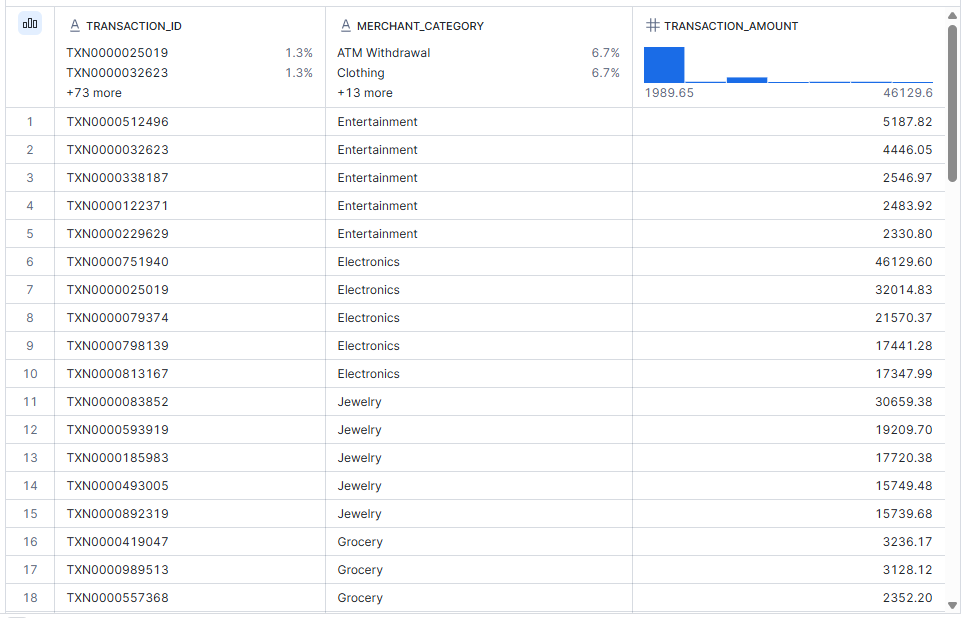 TRANSACTION_ID MERCHANT_CATEGORY TRANSACTION_AMOUNT
TXN0000025019 1.3% ATM Withdrawal 6.7%
TXN0000032623 1.3% Clothing 6.7%
+73 more +13 more 1989.65 46129.6
1 TXN0000512496 Entertainment 5187.82
2 TXN0000032623 Entertainment 4446.05
3 TXN0000338187 Entertainment 2546.97
4 TXN0000122371 Entertainment 2483.92
5 TXN0000229629 Entertainment 2330.80
6 TXN0000751940 Electronics 46129.60
7 TXN0000025019 Electronics 32014.83
8 TXN0000079374 Electronics 21570.37
9 TXN0000798139 Electronics 17441.28
10 TXN0000813167 Electronics 17347.99
11 TXN0000083852 Jewelry 30659.38
12 TXN0000593919 Jewelry 19209.70
13 TXN0000185983 Jewelry 17720.38
14 TXN0000493005 Jewelry 15749.48
15 TXN0000892319 Jewelry 15739.68
16 TXN0000419047 Grocery 3236.17
17 TXN0000989513 Grocery 3128.12
18 TXN0000557368 Grocery 2352.20